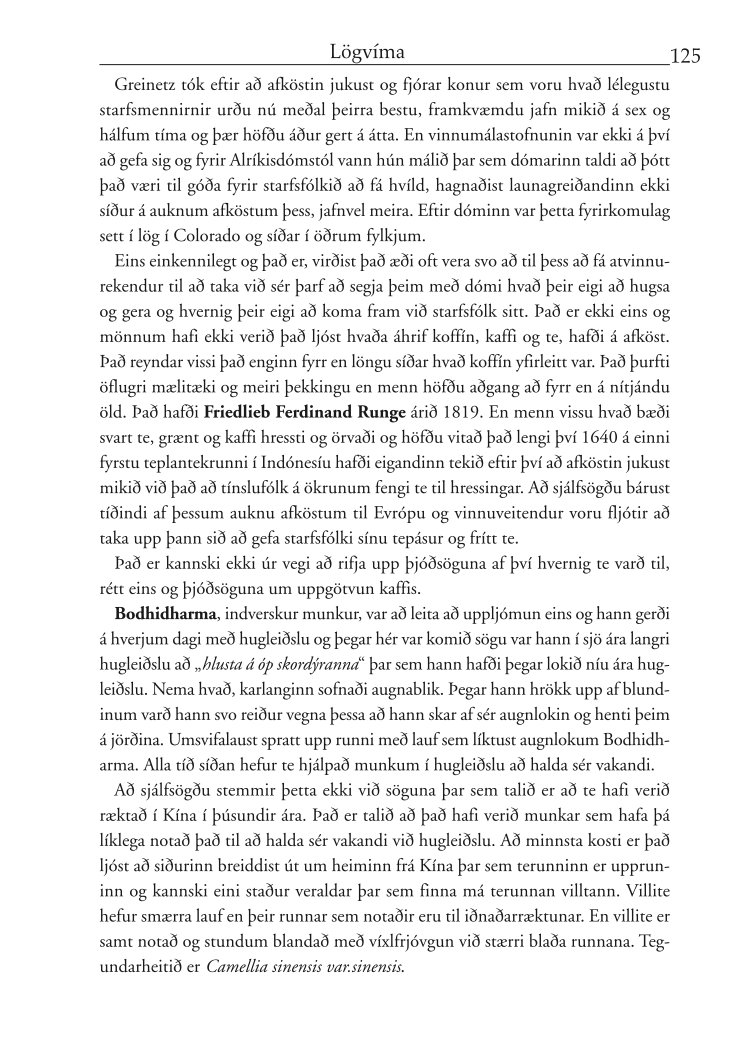 Lögvíma
125
Greinetz tók eftir að afköstin jukust og fjórar konur sem voru hvað lélegustu
starfsmennirnir urðu nú meðal þeirra bestu, framkvæmdu jafn mikið á sex og
hálfum tíma og þær höfðu áður gert á átta. En vinnumálastofnunin var ekki á því
að gefa sig og fyrir Alríkisdómstól vann hún málið þar sem dómarinn taldi að þótt
það væri til góða fyrir starfsfólkið að fá hvíld, hagnaðist launagreiðandinn ekki
síður á auknum afköstum þess, jafnvel meira. Eftir dóminn var þetta fyrirkomulag
sett í lög í Colorado og síðar í öðrum fylkjum.
Eins einkennilegt og það er, virðist það æði oft vera svo að til þess að fá atvinnu-
rekendur til að taka við sér þarf að segja þeim með dómi hvað þeir eigi að hugsa
og gera og hvernig þeir eigi að koma fram við starfsfólk sitt. Það er ekki eins og
mönnum hafi ekki verið það ljóst hvaða áhrif koffín, kaffi og te, hafði á afköst.
Það reyndar vissi það enginn fyrr en löngu síðar hvað koffín yfirleitt var. Það þurfti
öflugri mælitæki og meiri þekkingu en menn höfðu aðgang að fyrr en á nítjándu
öld. Það hafði Friedlieb Ferdinand Runge árið 1819. En menn vissu hvað bæði
svart te, grænt og kaffi hressti og örvaði og höfðu vitað það lengi því 1640 á einni
fyrstu teplantekrunni í Indónesíu hafði eigandinn tekið eftir því að afköstin jukust
mikið við það að tínslufólk á ökrunum fengi te til hressingar. Að sjálfsögðu bárust
tíðindi af þessum auknu afköstum til Evrópu og vinnuveitendur voru fljótir að
taka upp þann sið að gefa starfsfólki sínu tepásur og frítt te.
Það er kannski ekki úr vegi að rifja upp þjóðsöguna af því hvernig te varð til,
rétt eins og þjóðsöguna um uppgötvun kaffis.
Bodhidharma, indverskur munkur, var að leita að uppljómun eins og hann gerði
á hverjum dagi með hugleiðslu og þegar hér var komið sögu var hann í sjö ára langri
hugleiðslu að „hlusta á óp skordýranna“ þar sem hann hafði þegar lokið níu ára hug-
leiðslu. Nema hvað, karlanginn sofnaði augnablik. Þegar hann hrökk upp af blund-
inum varð hann svo reiður vegna þessa að hann skar af sér augnlokin og henti þeim
á jörðina. Umsvifalaust spratt upp runni með lauf sem líktust augnlokum Bodhidh-
arma. Alla tíð síðan hefur te hjálpað munkum í hugleiðslu að halda sér vakandi.
Að sjálfsögðu stemmir þetta ekki við söguna þar sem talið er að te hafi verið
ræktað í Kína í þúsundir ára. Það er talið að það hafi verið munkar sem hafa þá
líklega notað það til að halda sér vakandi við hugleiðslu. Að minnsta kosti er það
ljóst að siðurinn breiddist út um heiminn frá Kína þar sem terunninn er upprun-
inn og kannski eini staður veraldar þar sem finna má terunnan villtann. Villite
hefur smærra lauf en þeir runnar sem notaðir eru til iðnaðarræktunar. En villite er
samt notað og stundum blandað með víxlfrjóvgun við stærri blaða runnana. Teg-
undarheitið er Camellia sinensis var.sinensis.